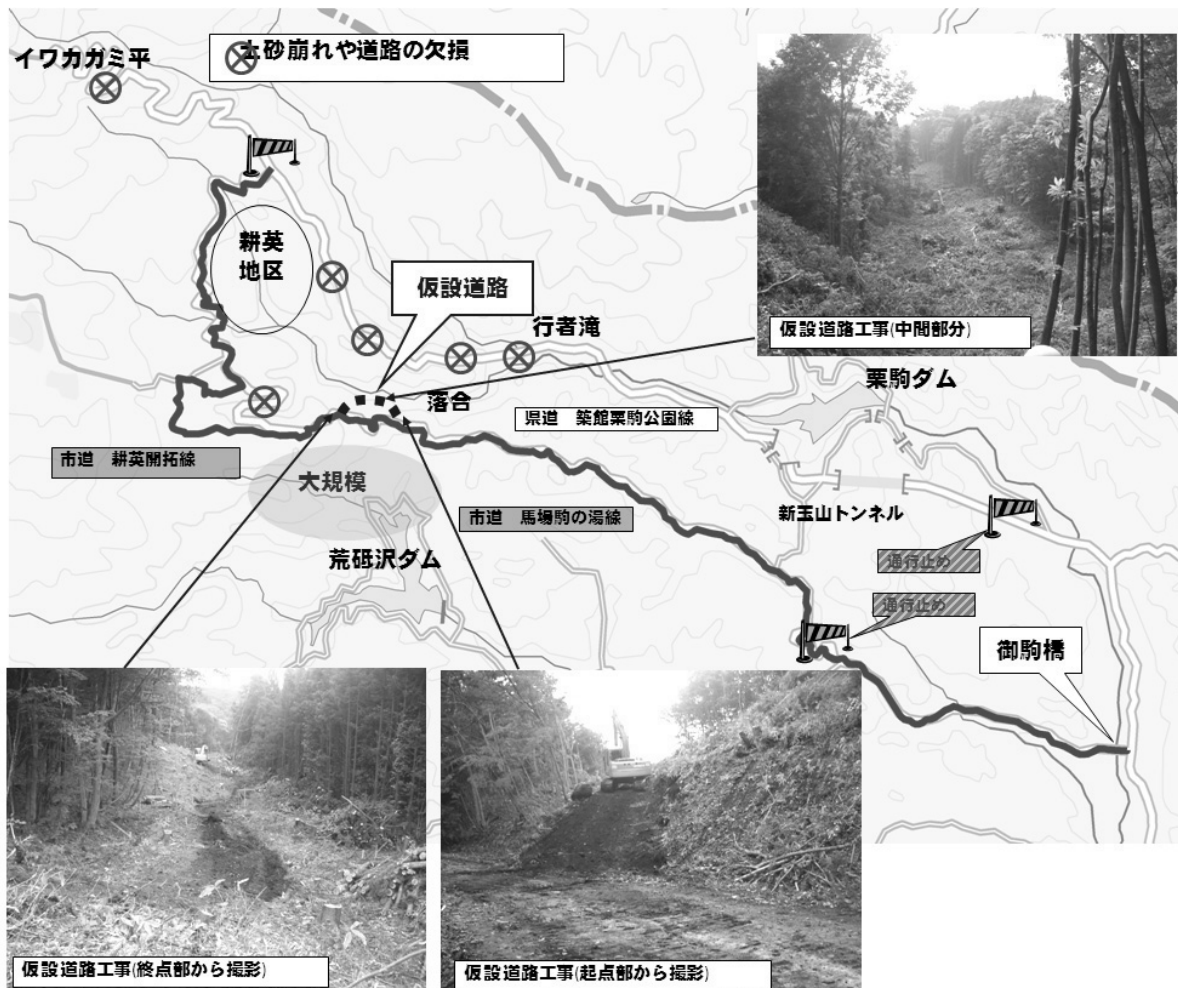 土砂崩れや道路の欠損
イワカガミ平
耕英
地区
仮設道路
行者滝
仮設道路工事(中間部分)
栗駒ダム
落合
県道 築館栗駒公園線
市道 耕英開拓線
大規模
市道 馬場駒の湯線
新玉山トンネル
荒砥沢ダム
通行止め
通行止め
御駒橋
仮設道路工事(終点部から撮影)
仮設道路工事(起点部から撮影)